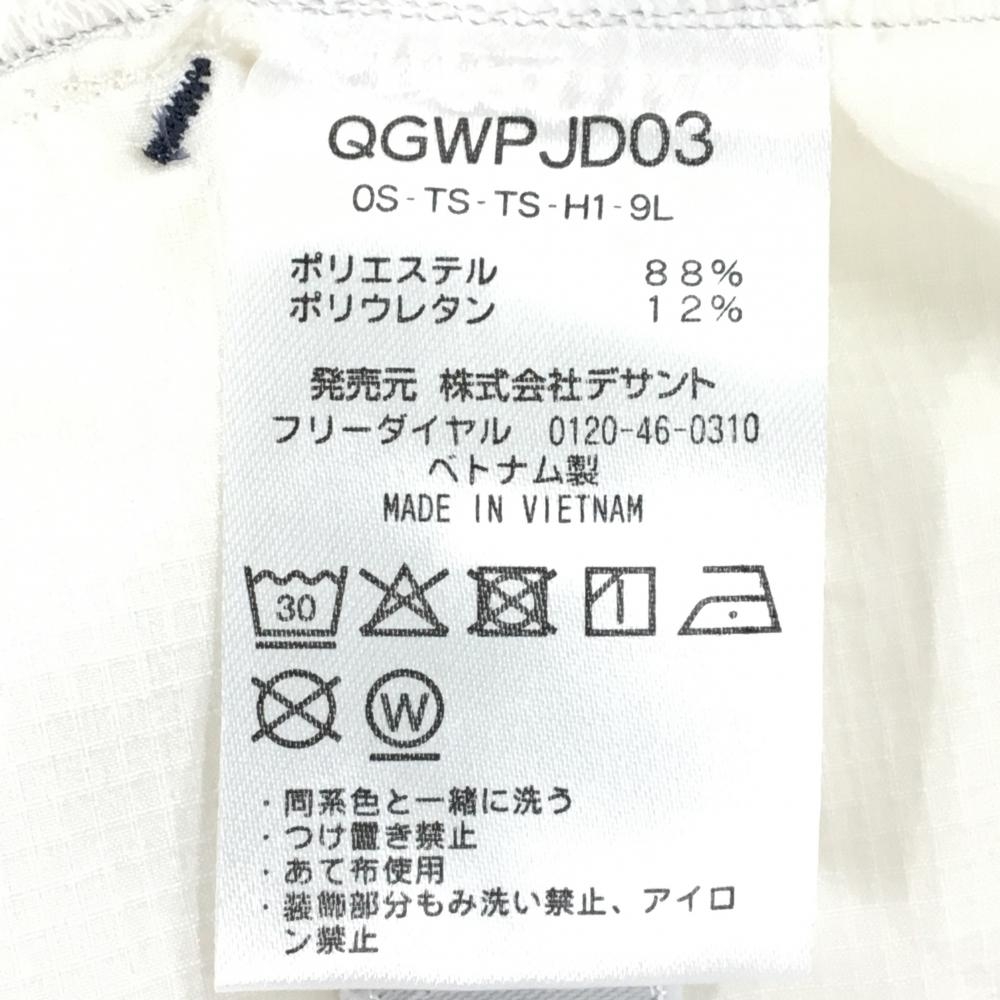 QGWPJD03
0S-TS-TS-H1-9L
ポリエステル 88%
ポリウレタン 12%
発売元 株式会社デサント
フリーダイヤル 0120-46-0310
ベトナム製
MADE IN VIETNAM
30
W
・同系色と一緒に洗う
・つけ置き禁止
・あて布使用
・装飾部分もみ洗い禁止、アイロ
ン禁止